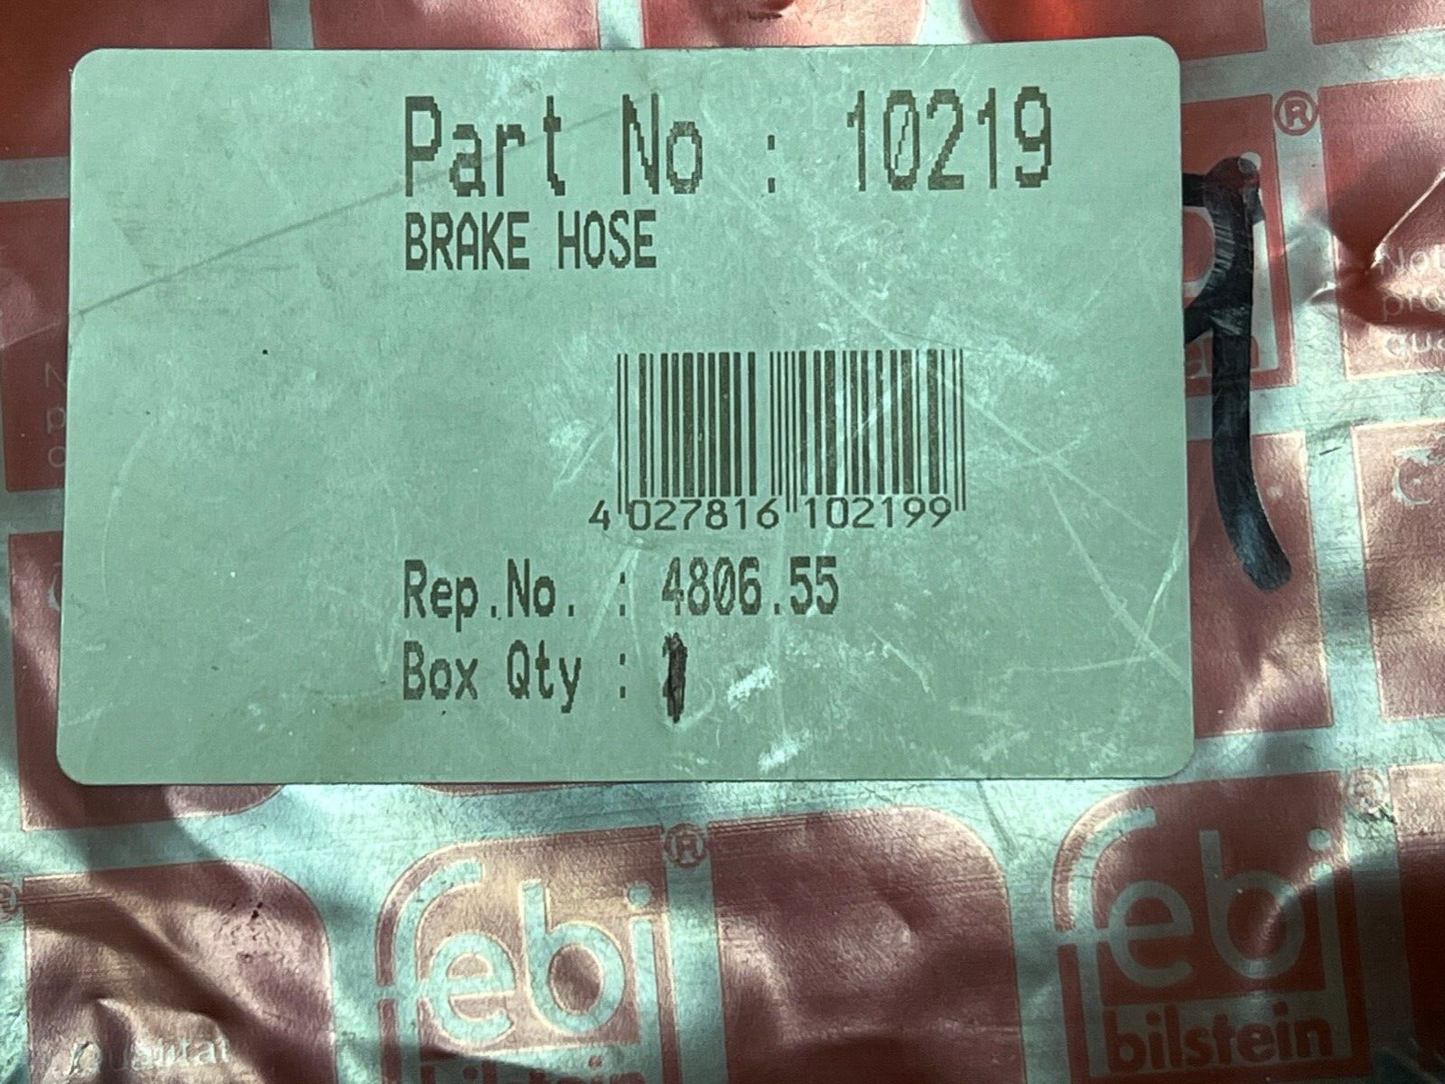 Part No : 10219
BRAKE HOSE
4 027816 102199
Rep.No. : 4806.55
Box Qty : 1
®
®
febi
bilstein
febi
bilstein